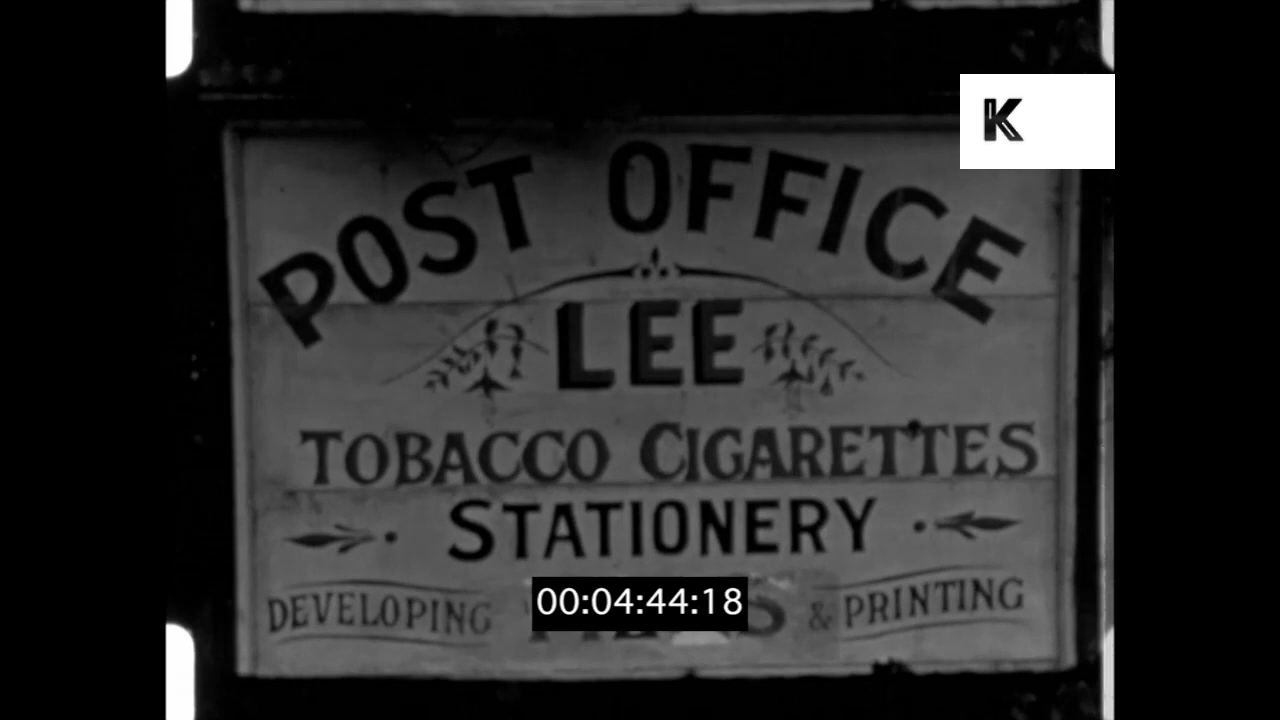 K
POST OFFICE
LEE
TOBACCO CIGARETTES
STATIONERY
DEVELOPING & PRINTING
00:04:44:18